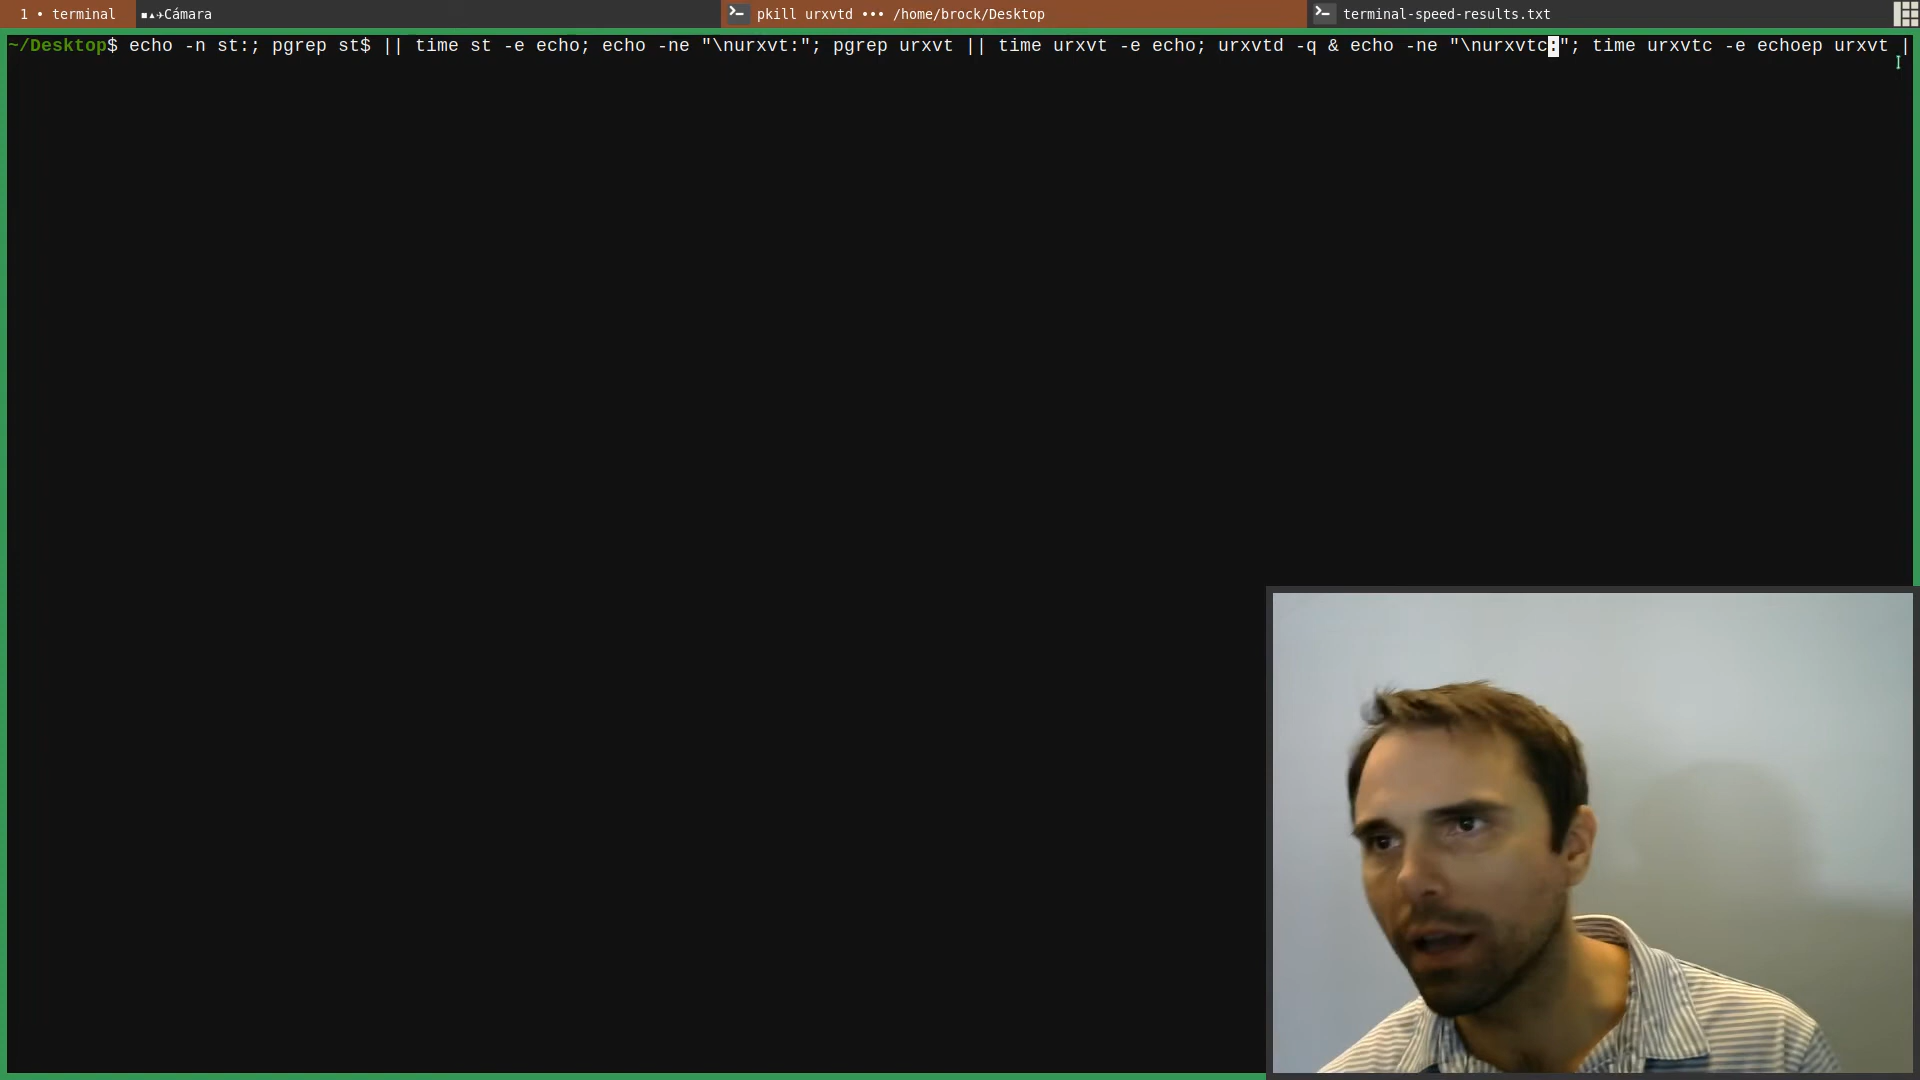 1 • terminal
▪▴✈Cámara
pkill urxvtd ••• /home/brock/Desktop
terminal-speed-results.txt
~/Desktop$ echo -n st:; pgrep st$ || time st -e echo; echo -ne "\nurxvt:"; pgrep urxvt || time urxvt -e echo; urxvtd -q & echo -ne "\nurxvtc:"; time urxvtc -e echoep urxvt |